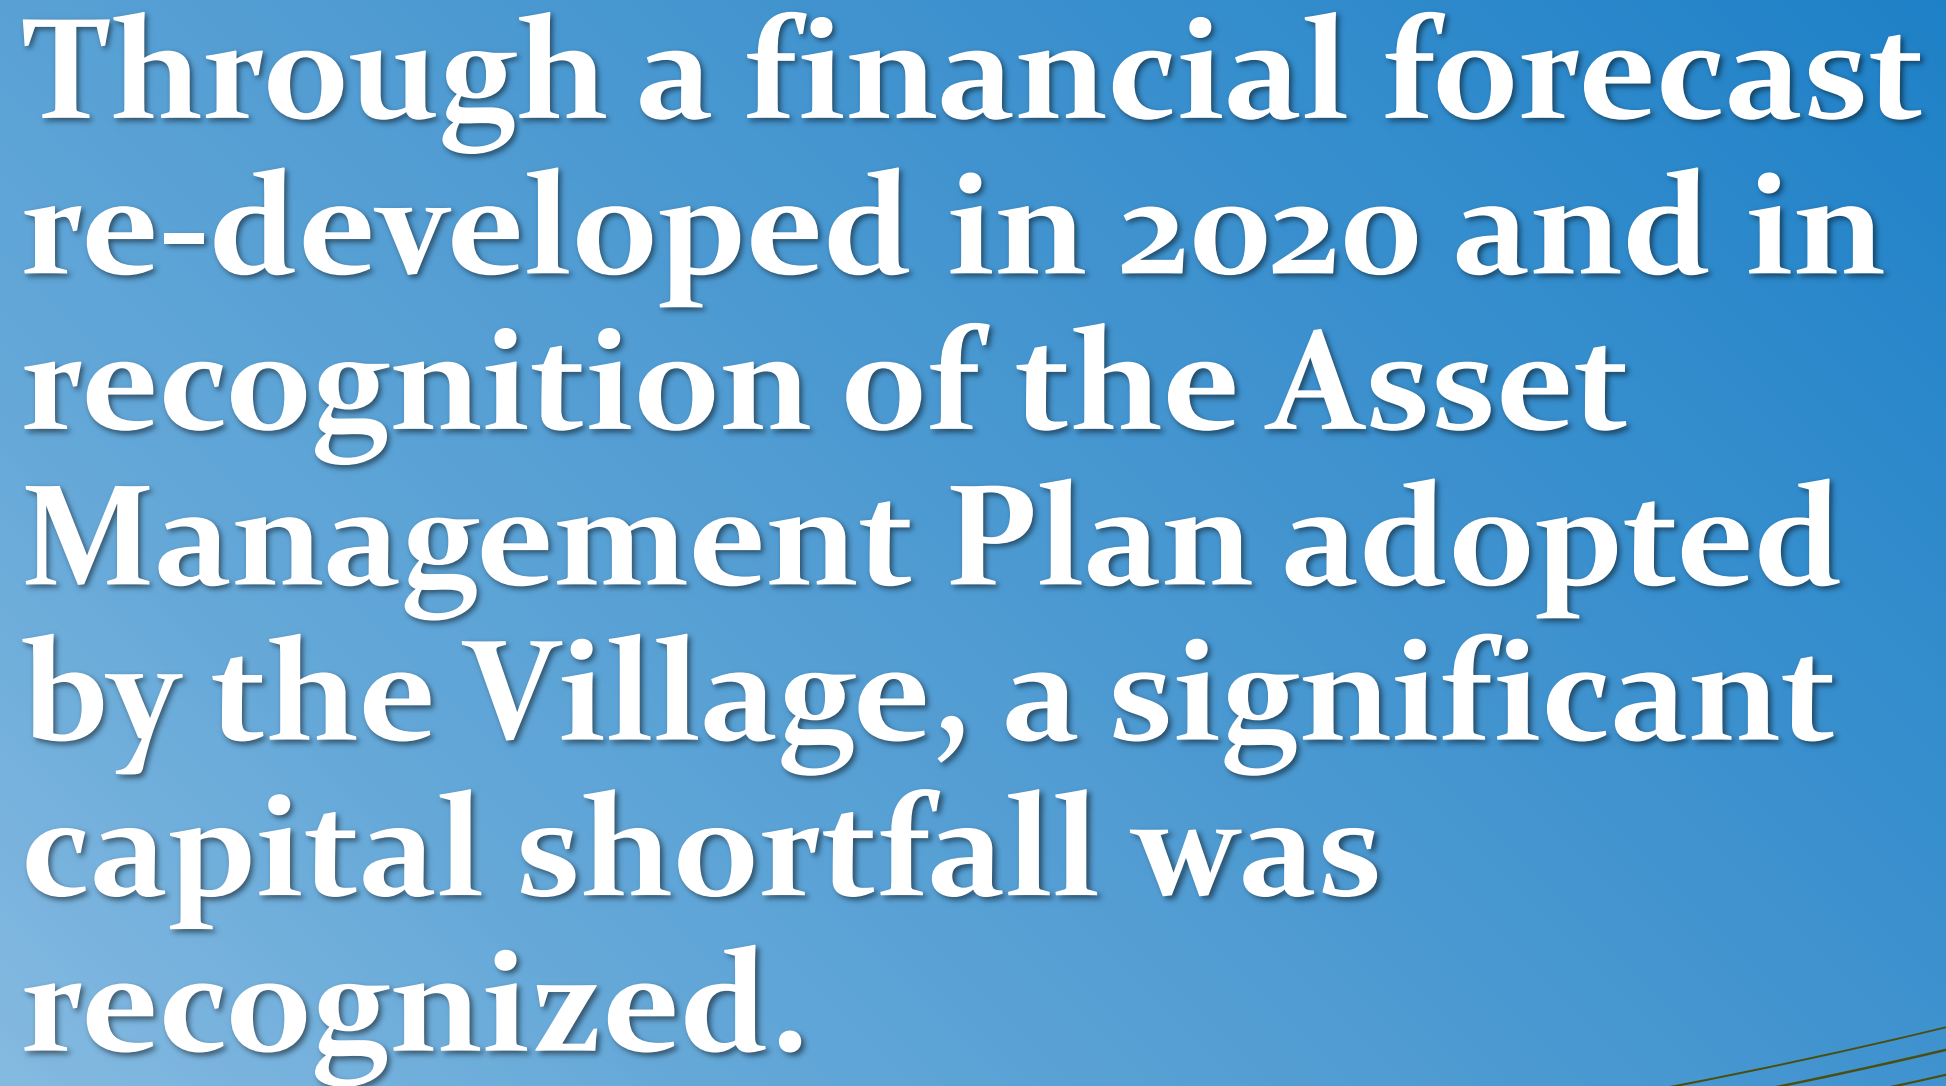 Through a financial forecast
re-developed in 2020 and in
recognition of the Asset
Management Plan adopted
by the Village, a significant
capital shortfall was
recognized.